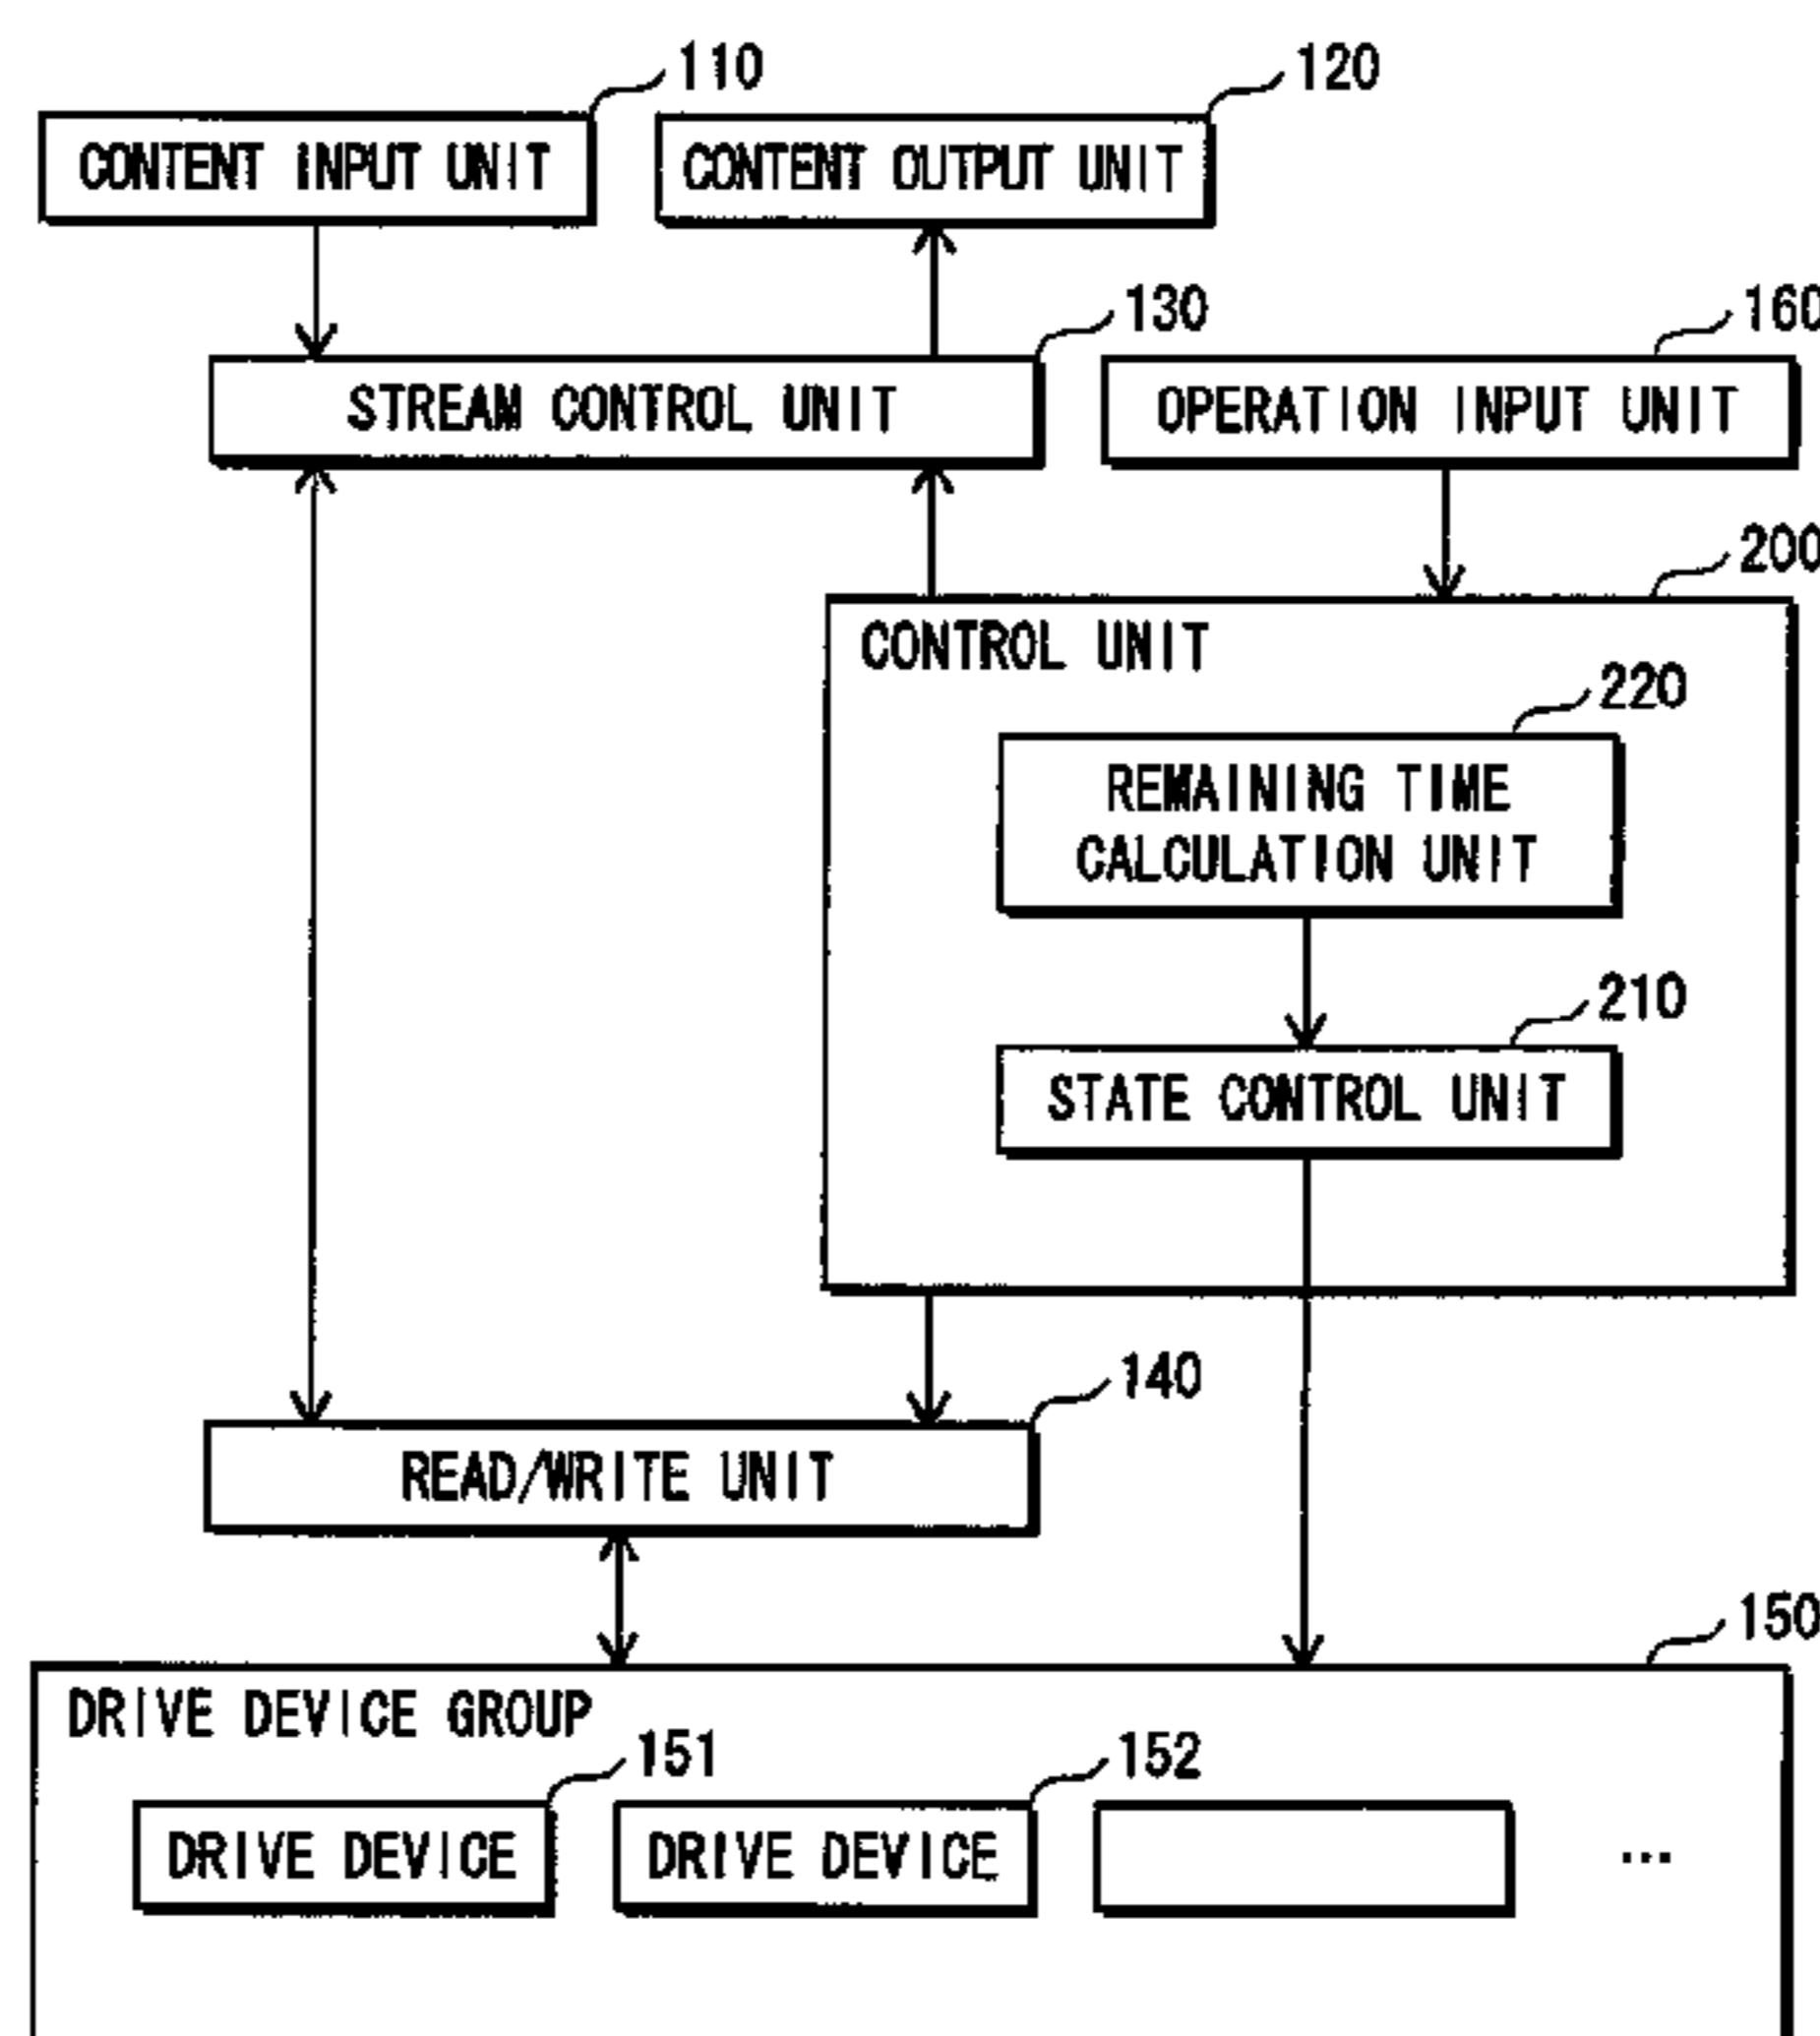 110
120
CONTENT INPUT UNIT
CONTENT OUTPUT UNIT
130
160
STREAM CONTROL UNIT
OPERATION INPUT UNIT
200
CONTROL UNIT
220
REMAINING TIME
CALCULATION UNIT
210
STATE CONTROL UNIT
140
READ/WRITE UNIT
150
DRIVE DEVICE GROUP
151
152
DRIVE DEVICE
DRIVE DEVICE
...